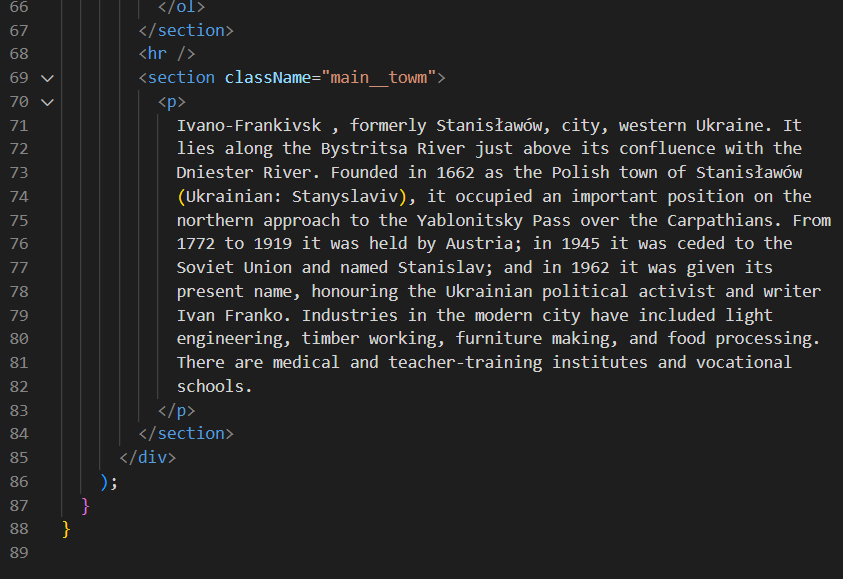 66 </ol>
67 </section>
68 <hr />
69 <section className="main__towm">
70 <p>
71 Ivano-Frankivsk , formerly Stanisławów, city, western Ukraine. It
72 lies along the Bystritsa River just above its confluence with the
73 Dniester River. Founded in 1662 as the Polish town of Stanisławów
74 (Ukrainian: Stanyslaviv), it occupied an important position on the
75 northern approach to the Yablonitsky Pass over the Carpathians. From
76 1772 to 1919 it was held by Austria; in 1945 it was ceded to the
77 Soviet Union and named Stanislav; and in 1962 it was given its
78 present name, honouring the Ukrainian political activist and writer
79 Ivan Franko. Industries in the modern city have included light
80 engineering, timber working, furniture making, and food processing.
81 There are medical and teacher-training institutes and vocational
82 schools.
83 </p>
84 </section>
85 </div>
86 );
87 }
88 }
89